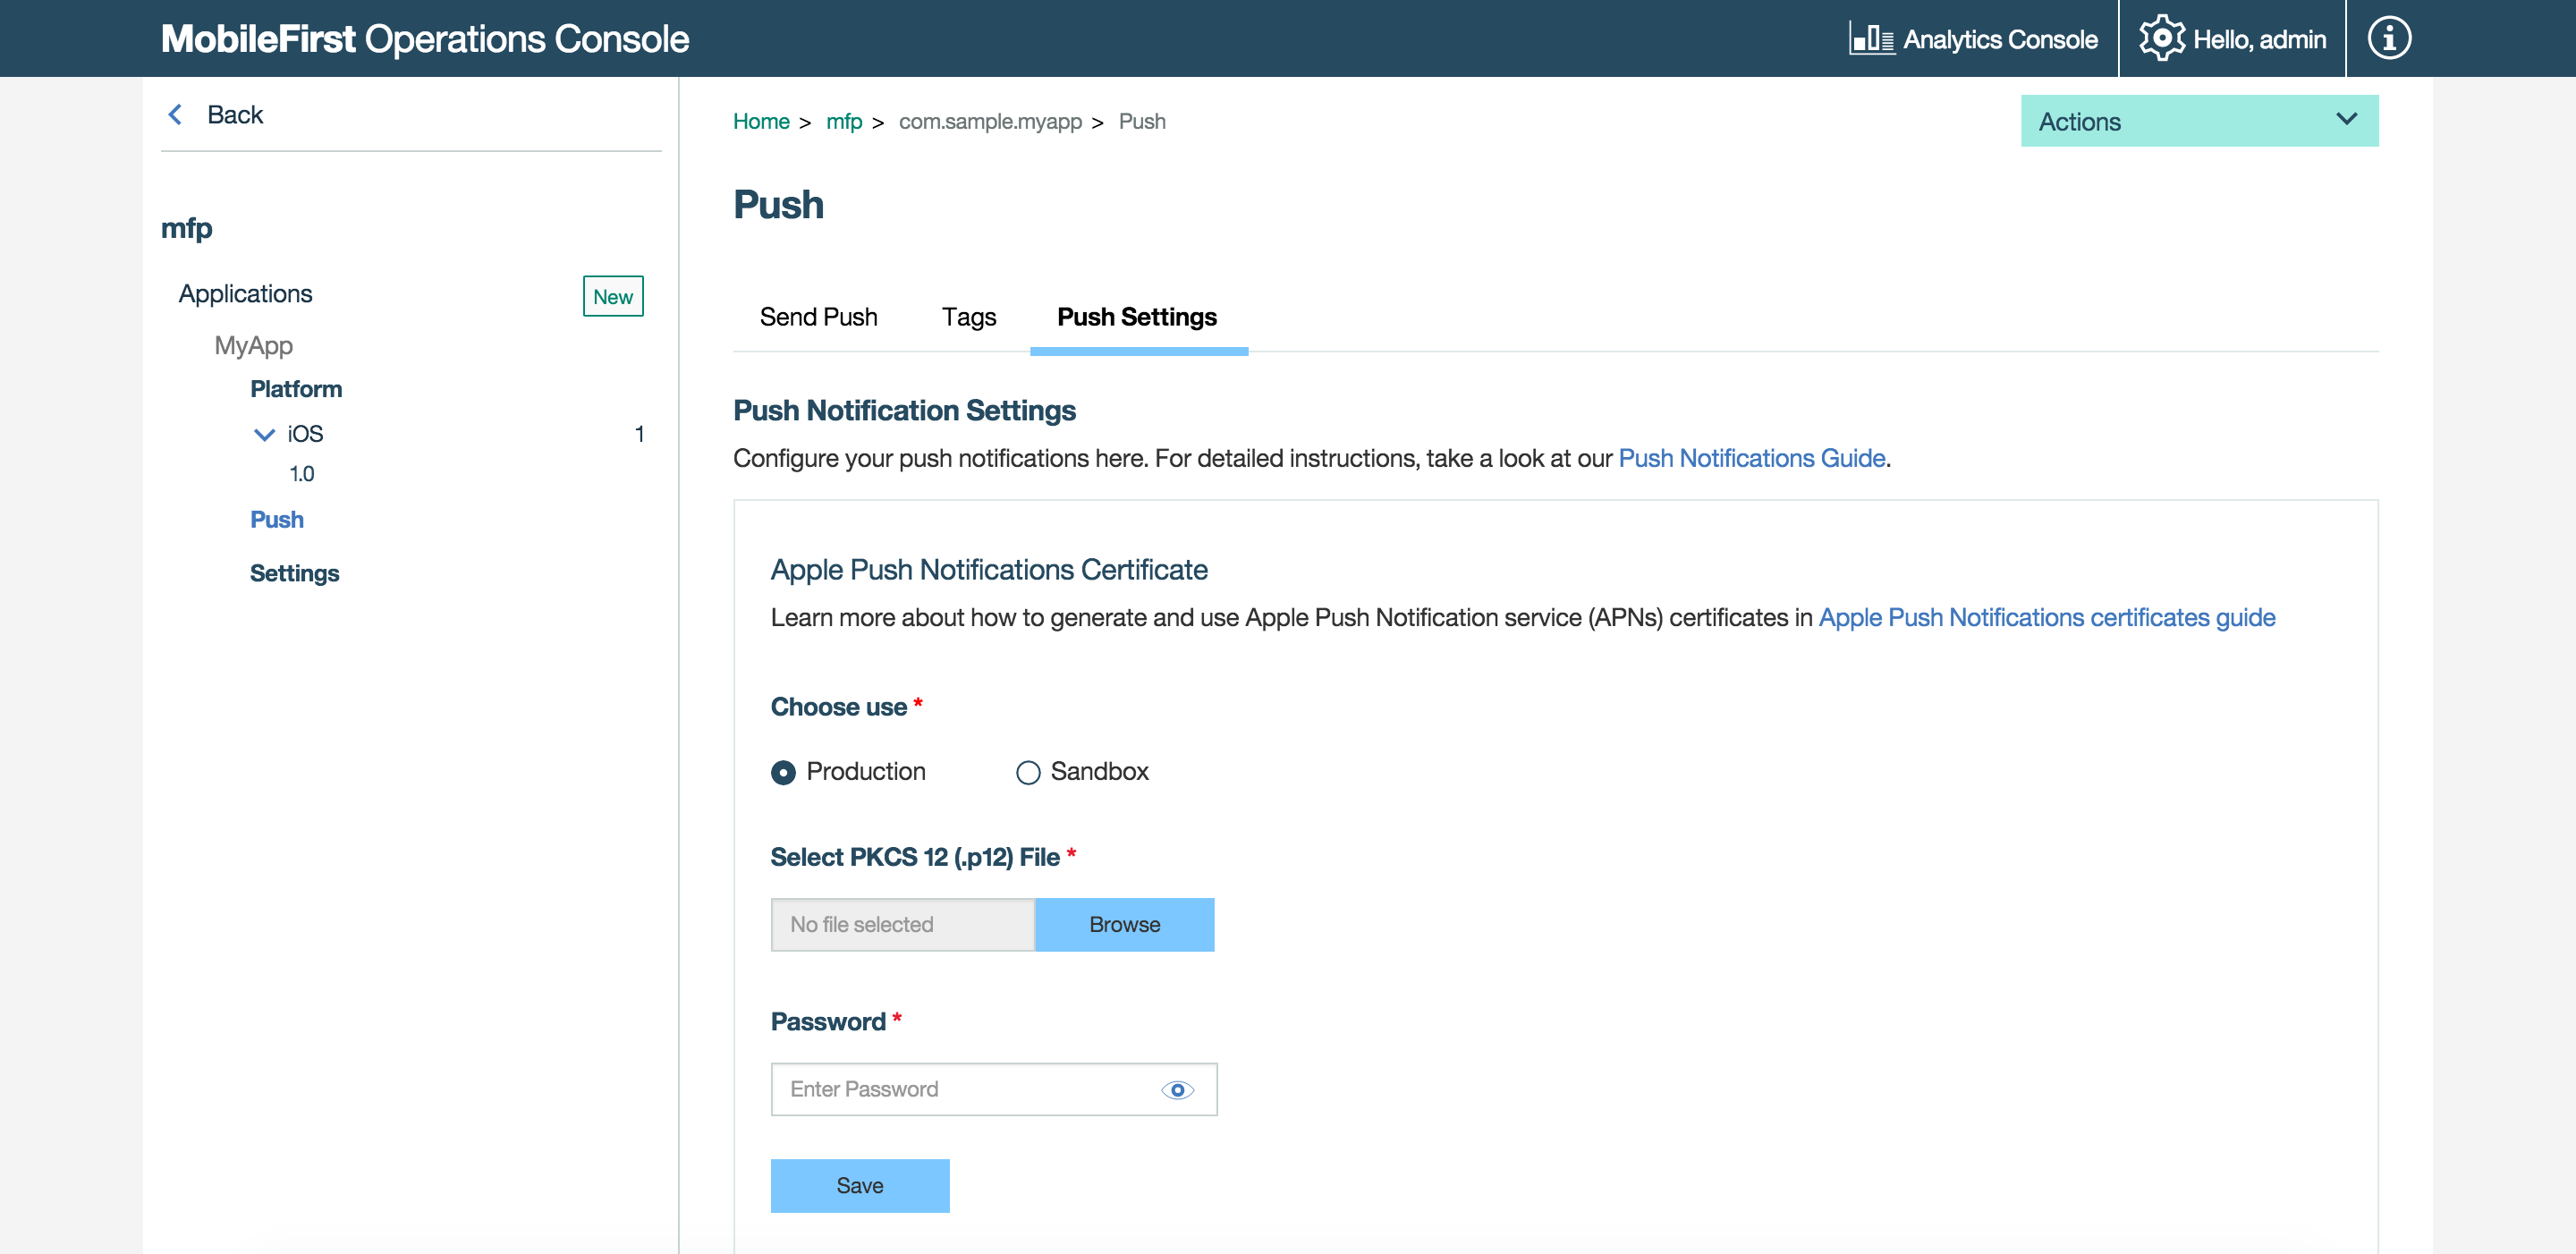 MobileFirst Operations Console
Analytics Console
Hello, admin
Back
mfp
Applications
New
MyApp
Platform
iOS 1
1.0
Push
Settings
Home > mfp > com.sample.myapp > Push
Actions
Push
Send Push
Tags
Push Settings
Push Notification Settings
Configure your push notifications here. For detailed instructions, take a look at our Push Notifications Guide.
Apple Push Notifications Certificate
Learn more about how to generate and use Apple Push Notification service (APNs) certificates in Apple Push Notifications certificates guide
Choose use *
Production
Sandbox
Select PKCS 12 (.p12) File *
No file selected
Browse
Password *
Enter Password
Save